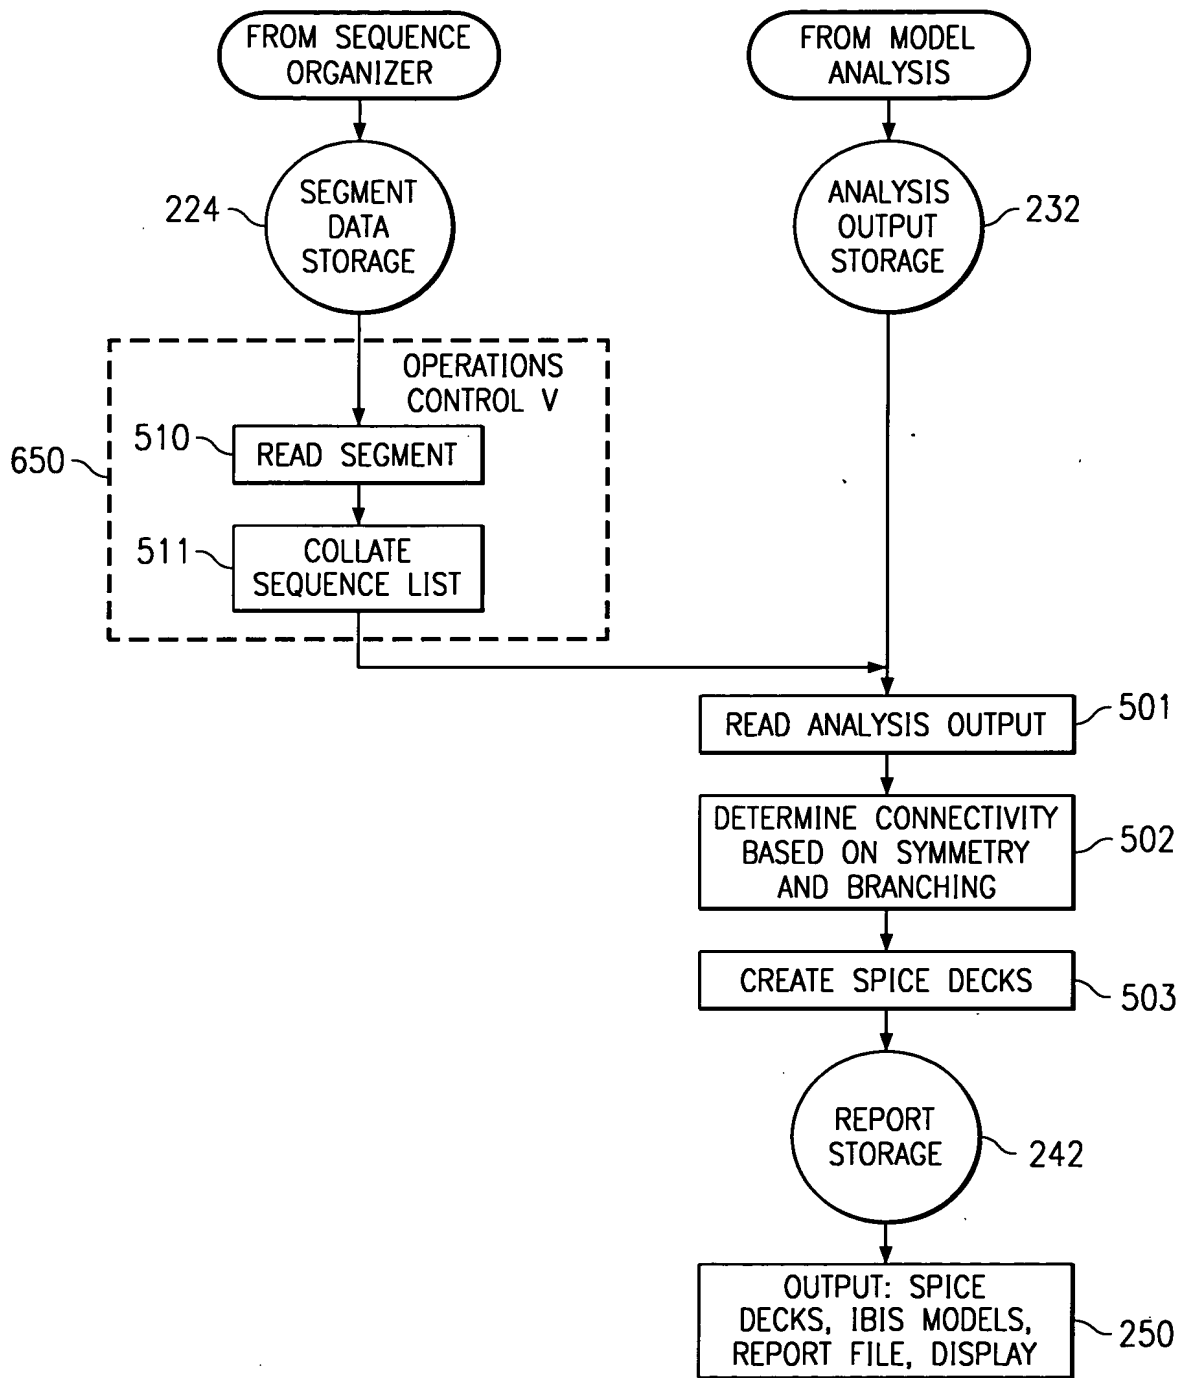 FROM SEQUENCE
ORGANIZER
FROM MODEL
ANALYSIS
224
SEGMENT
DATA
STORAGE
ANALYSIS
OUTPUT
STORAGE
232
OPERATIONS
CONTROL V
650
510
READ SEGMENT
511
COLLATE
SEQUENCE LIST
READ ANALYSIS OUTPUT
501
DETERMINE CONNECTIVITY
BASED ON SYMMETRY
AND BRANCHING
502
CREATE SPICE DECKS
503
REPORT
STORAGE
242
OUTPUT: SPICE
DECKS, IBIS MODELS,
REPORT FILE, DISPLAY
250